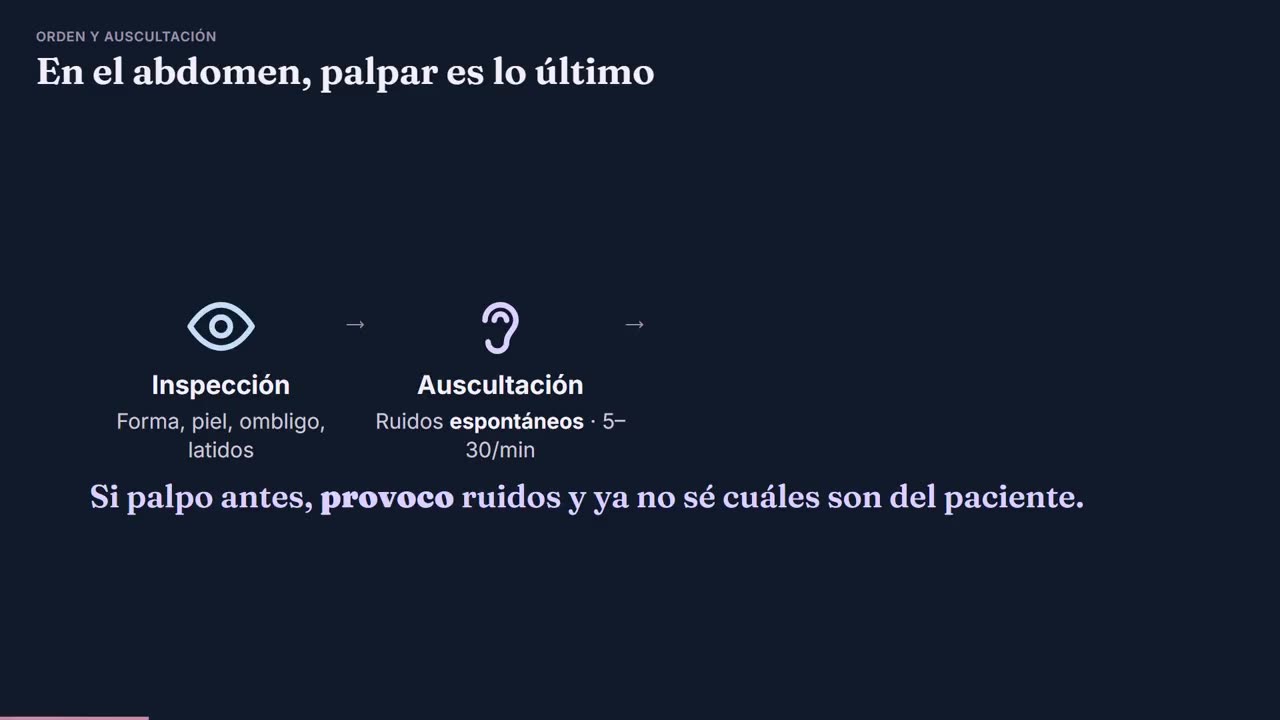 ORDEN Y AUSCULTACIÓN
En el abdomen, palpar es lo último
→
→
Inspección
Auscultación
Forma, piel, ombligo,
latidos
Ruidos espontáneos · 5–
30/min
Si palpo antes, provoco ruidos y ya no sé cuáles son del paciente.